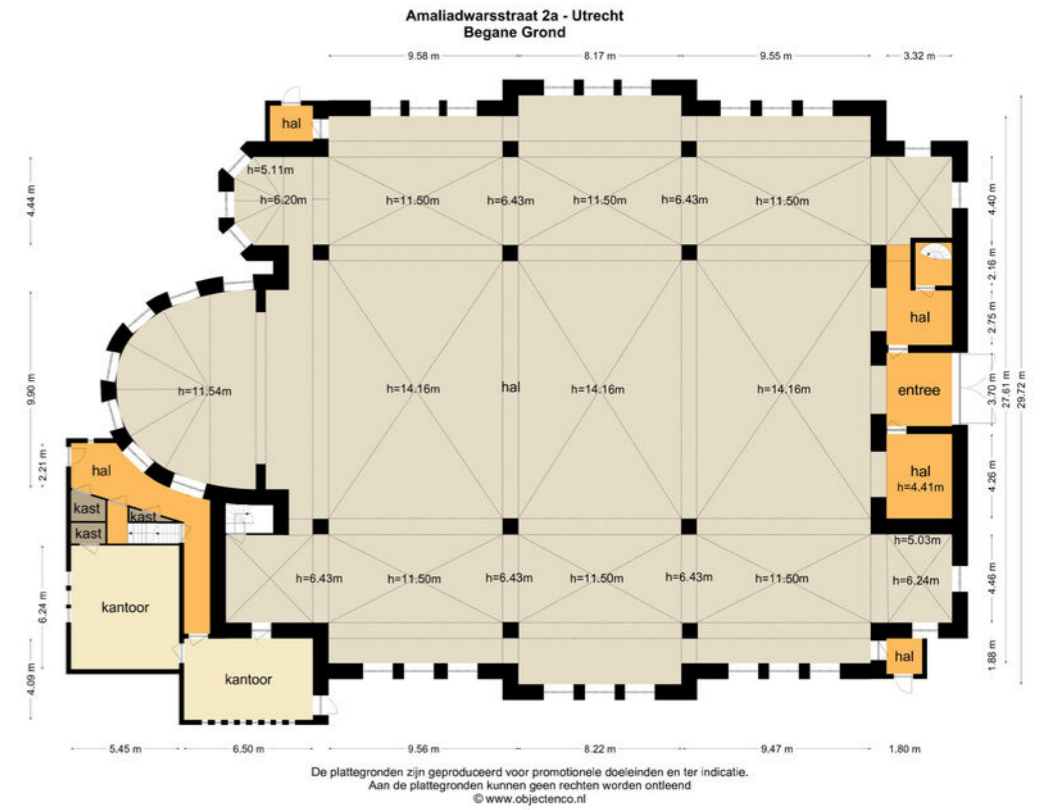 Amaliadwarsstraat 2a - Utrecht
Begane Grond
9.58 m
8.17 m
9.55 m
3.32 m
hal
h=5.11m
h=6.20m
h=11.50m
h=6.43m
h=11.50m
h=6.43m
h=11.50m
4.44 m
4.40 m
2.16 m
hal
2.75 m
9.90 m
h=11.54m
h=14.16m
hal
h=14.16m
h=14.16m
entree
3.70 m
27.61 m
29.72 m
2.21 m
hal
hal
h=4.41m
4.26 m
kast
kast
kast
h=5.03m
h=6.43m
h=11.50m
h=6.43m
h=11.50m
h=6.43m
h=11.50m
h=6.24m
4.46 m
6.24 m
kantoor
hal
1.88 m
4.09 m
kantoor
5.45 m
6.50 m
9.56 m
8.22 m
9.47 m
1.80 m
De plattegronden zijn geproduceerd voor promotionele doeleinden en ter indicatie.
Aan de plattegronden kunnen geen rechten worden ontleend
© www.objectenco.nl